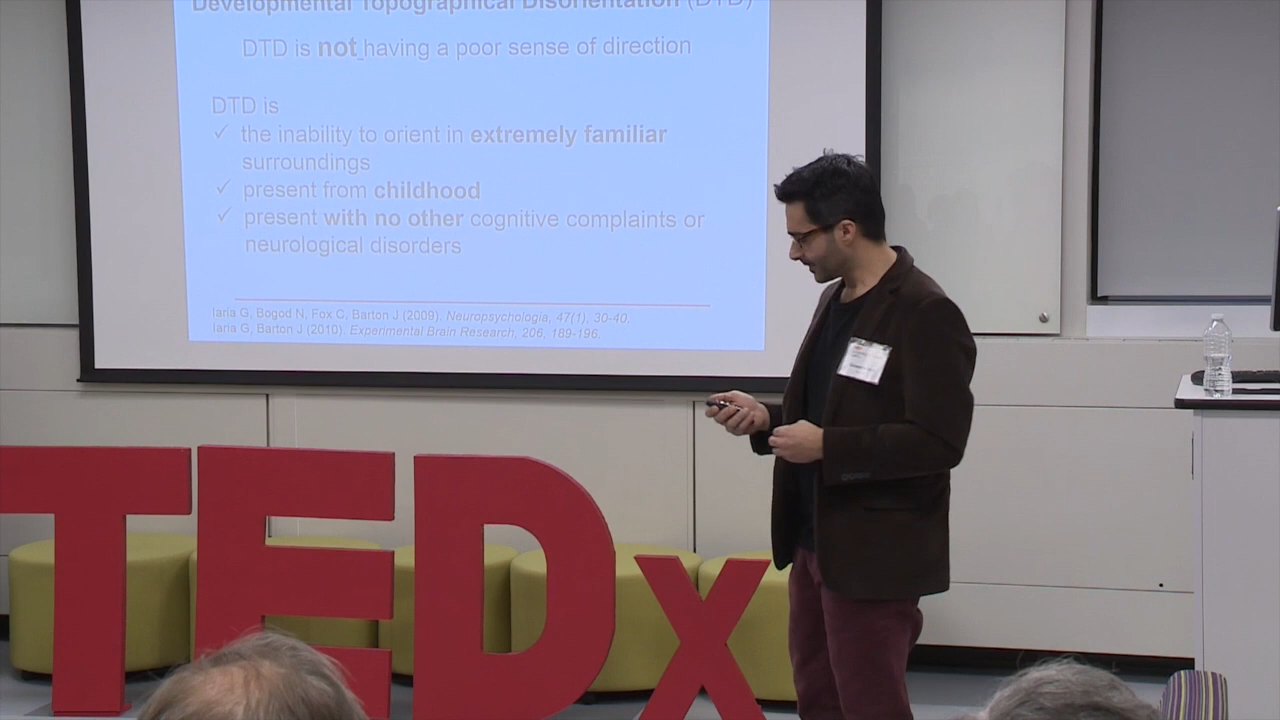 Developmental Topographical Disorientation (DTD)
DTD is not having a poor sense of direction
DTD is
✓ the inability to orient in extremely familiar
surroundings
✓ present from childhood
✓ present with no other cognitive complaints or
neurological disorders
Iaria G, Bogod N, Fox C, Barton J (2009). Neuropsychologia, 47(1), 30-40.
Iaria G, Barton J (2010). Experimental Brain Research, 206, 189-196.
TEDx